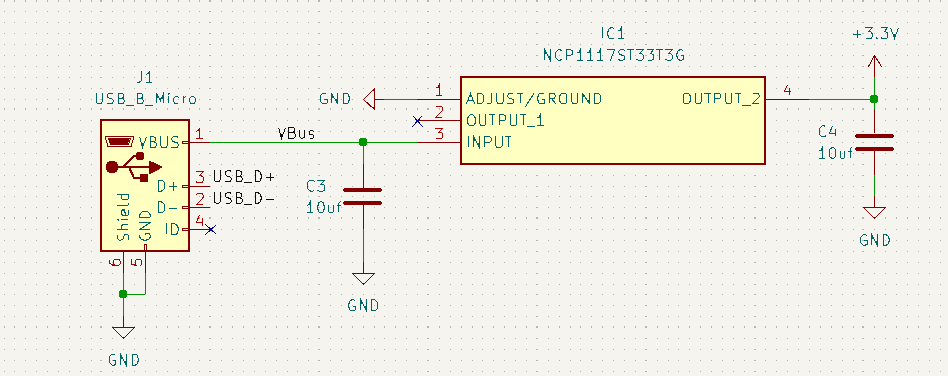 IC1
NCP1117ST33T3G
+3.3V
J1
USB_B_Micro
GND
1
ADJUST/GROUND
OUTPUT_2
4
2
OUTPUT_1
3
INPUT
VBUS
1
VBus
C4
10uf
D+
3
USB_D+
D-
2
USB_D-
ID
4
C3
10uf
Shield
GND
6
5
GND
GND
GND